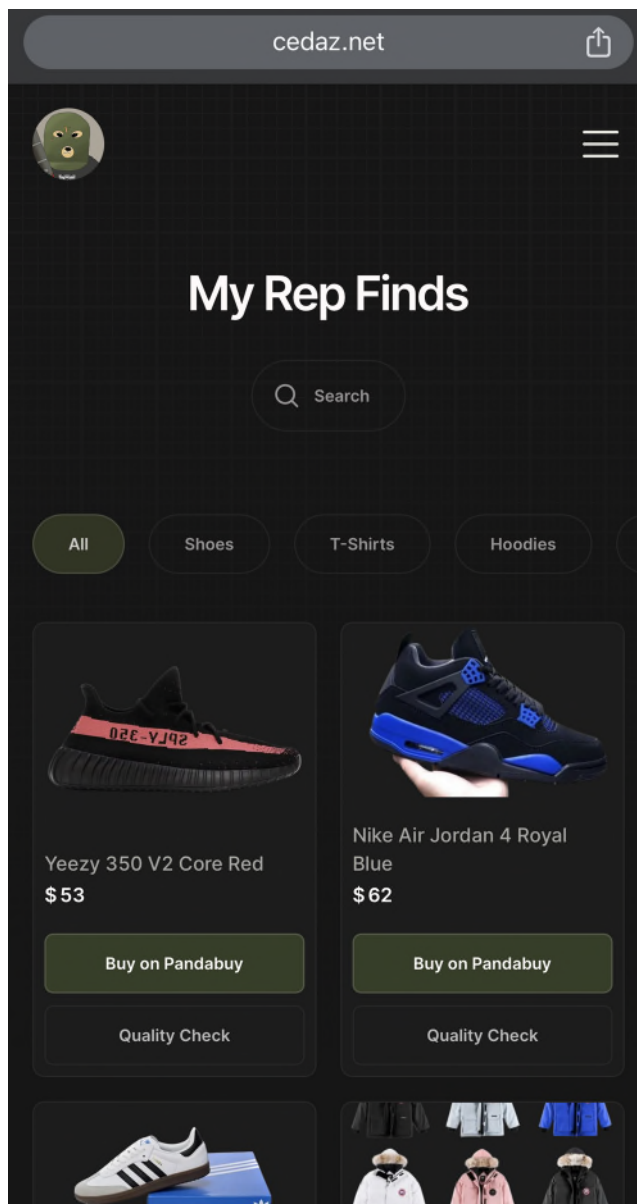 cedaz.net
My Rep Finds
Search
All
Shoes
T-Shirts
Hoodies
SPLY-350
Yeezy 350 V2 Core Red
$53
Buy on Pandabuy
Quality Check
Nike Air Jordan 4 Royal
Blue
$62
Buy on Pandabuy
Quality Check